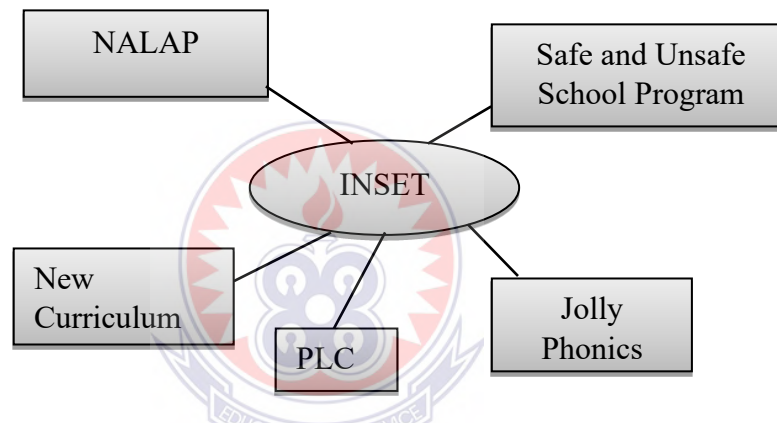 NALAP
Safe and Unsafe
School Program
INSET
New
Curriculum
PLC
Jolly
Phonics